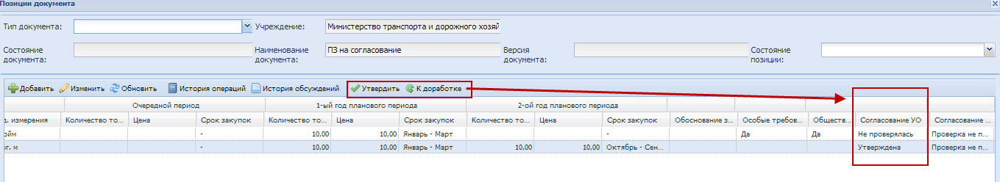 Позиции документа
Тип документа: Учреждение: Министерство транспорта и дорожного хозяй
Состояние документа: Наименование документа: ПЗ на согласование Версия документа: Состояние позиции:
Добавить Изменить Обновить История операций История обсуждений Утвердить К доработке
Очередной период 1-ый год планового периода 2-ой год планового периода
д. измерения Количество то... Цена Срок закупок Количество то... Цена Срок закупок Количество то... Цена Срок закупок Обоснование з... Особые требов... Обществ... Согласование УО Согласование ...
ойм - 10,00 10,00 Январь - Март - Да Да Не проверялась Проверка не п...
ог. м - 10,00 10,00 Январь - Март 10,00 10,00 Октябрь - Сен... Утверждена Проверка не п...